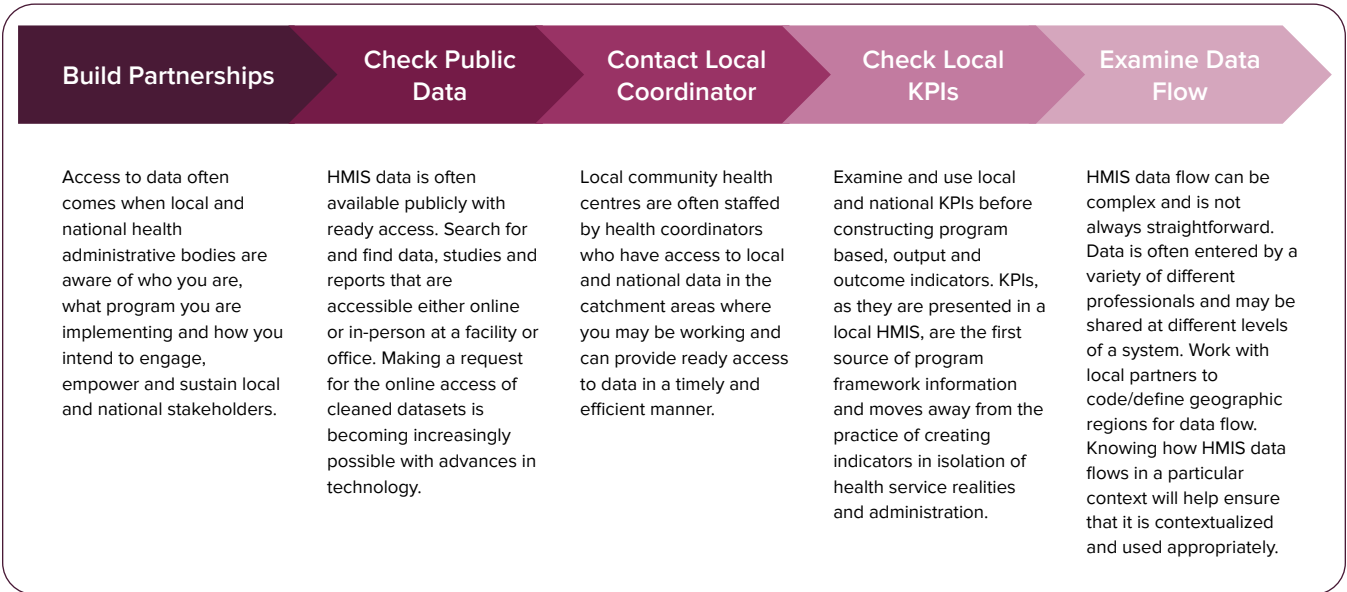 Build Partnerships
Access to data often
comes when local and
national health
administrative bodies are
aware of who you are,
what program you are
implementing and how you
intend to engage,
empower and sustain local
and national stakeholders.
Check Public
Data
HMIS data is often
available publicly with
ready access. Search for
and find data, studies and
reports that are
accessible either online
or in-person at a facility or
office. Making a request
for the online access of
cleaned datasets is
becoming increasingly
possible with advances in
technology.
Contact Local
Coordinator
Local community health
centres are often staffed
by health coordinators
who have access to local
and national data in the
catchment areas where
you may be working and
can provide ready access
to data in a timely and
efficient manner.
Check Local
KPIs
Examine and use local
and national KPIs before
constructing program
based, output and
outcome indicators. KPIs,
as they are presented in a
local HMIS, are the first
source of program
framework information
and moves away from the
practice of creating
indicators in isolation of
health service realities
and administration.
Examine Data
Flow
HMIS data flow can be
complex and is not
always straightforward.
Data is often entered by a
variety of different
professionals and may be
shared at different levels
of a system. Work with
local partners to
code/define geographic
regions for data flow.
Knowing how HMIS data
flows in a particular
context will help ensure
that it is contextualized
and used appropriately.